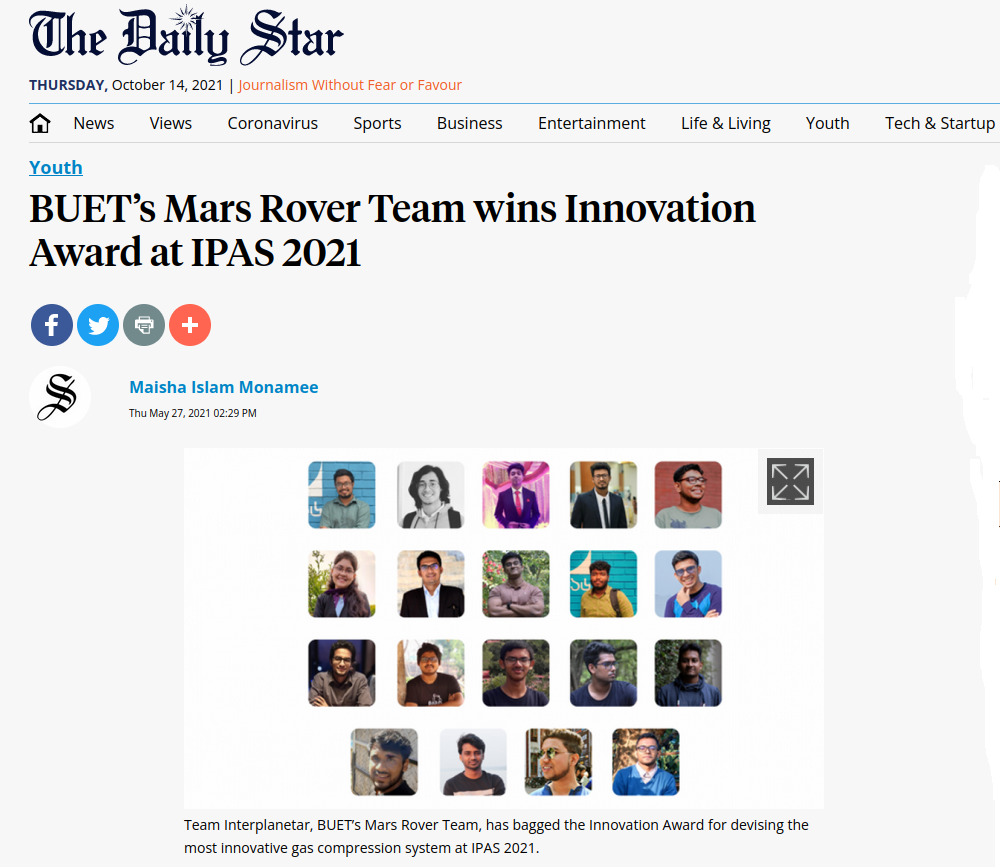 The Daily Star
THURSDAY, October 14, 2021 | Journalism Without Fear or Favour
News Views Coronavirus Sports Business Entertainment Life & Living Youth Tech & Startup
Youth
BUET’s Mars Rover Team wins Innovation
Award at IPAS 2021
Maisha Islam Monamee
Thu May 27, 2021 02:29 PM
Team Interplanetar, BUET’s Mars Rover Team, has bagged the Innovation Award for devising the
most innovative gas compression system at IPAS 2021.